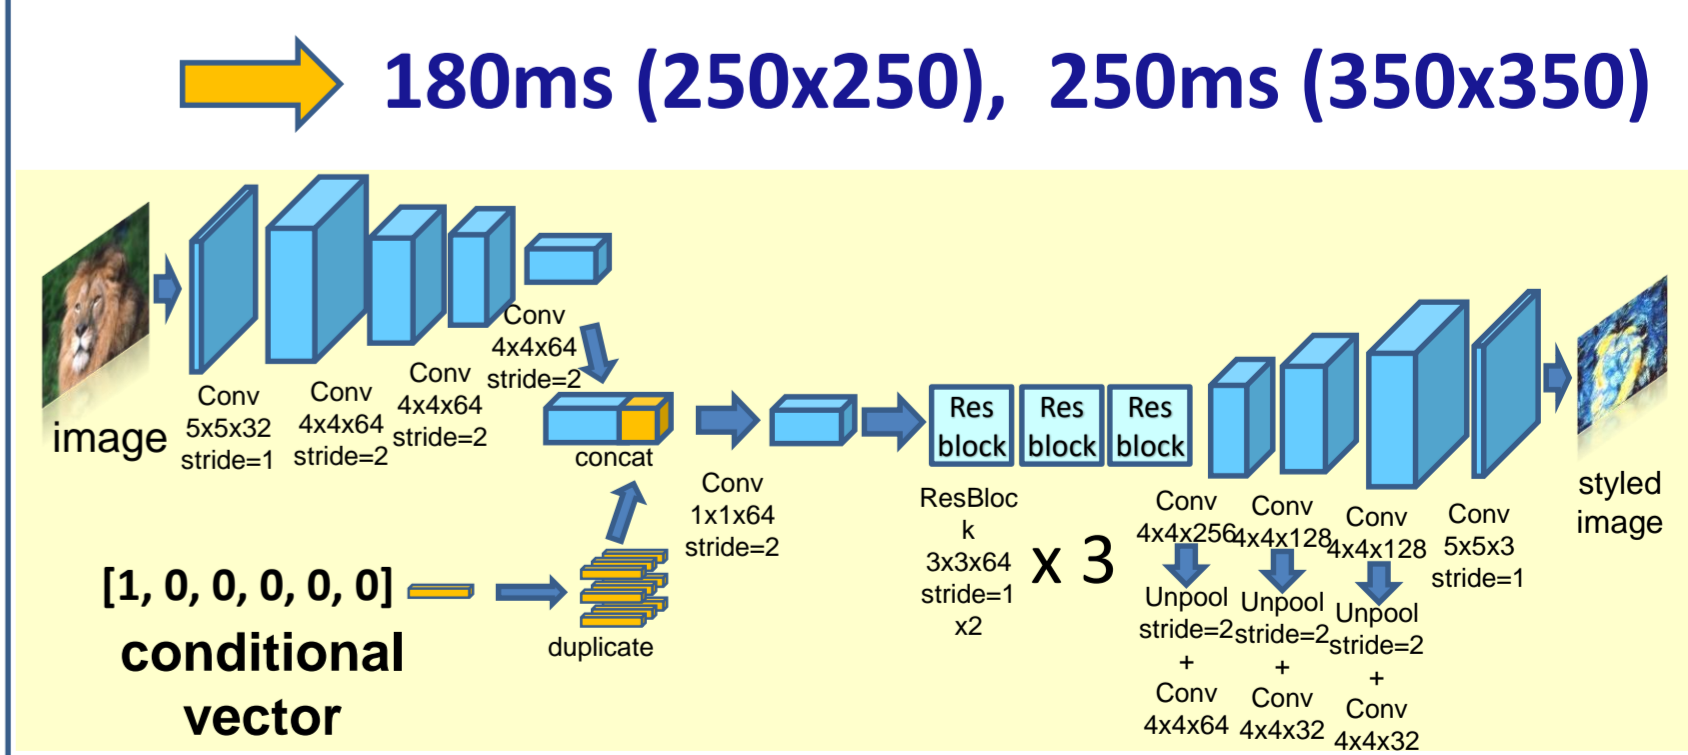 180ms (250x250),  250ms (350x350)
image
Conv
5x5x32
stride=1
Conv
4x4x64
stride=2
Conv
4x4x64
stride=2
Conv
4x4x64
stride=2
concat
[1, 0, 0, 0, 0, 0]
conditional
vector
duplicate
Conv
1x1x64
stride=2
Res
block
Res
block
Res
block
ResBloc
k
3x3x64
stride=1
x2
x 3
Conv
4x4x256
Unpool
stride=2
+
Conv
4x4x64
Conv
4x4x128
Unpool
stride=2
+
Conv
4x4x32
Conv
4x4x128
Unpool
stride=2
+
Conv
4x4x32
Conv
5x5x3
stride=1
styled
image